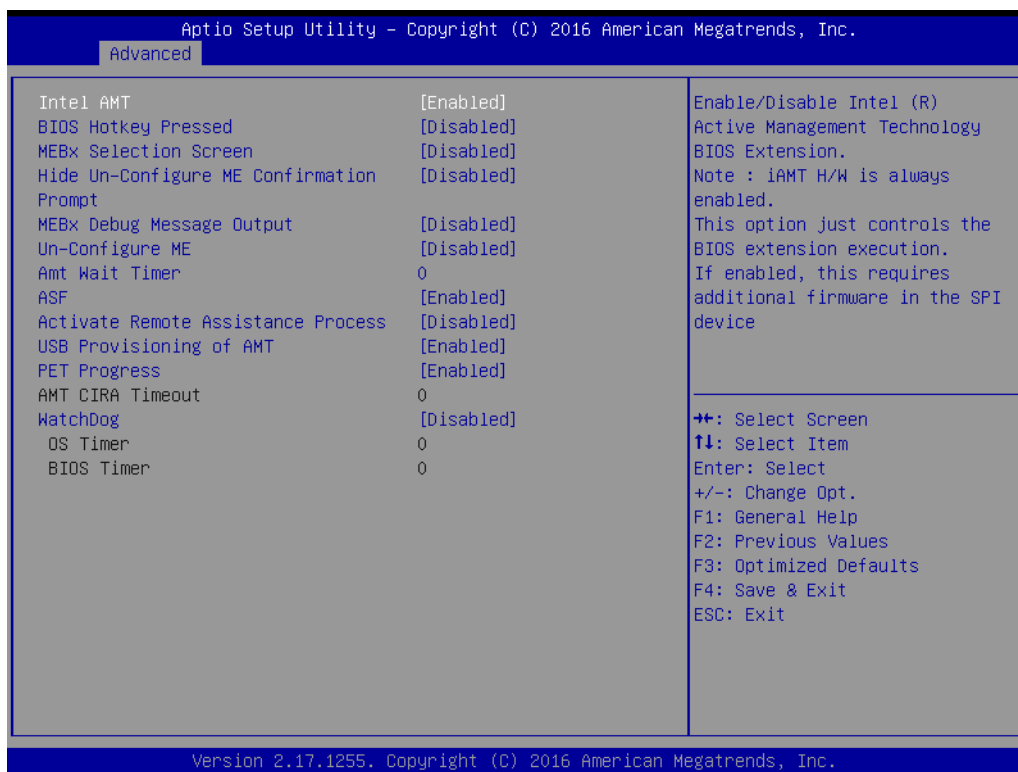 Aptio Setup Utility – Copyright (C) 2016 American Megatrends, Inc.
Advanced
Intel AMT [Enabled]
BIOS Hotkey Pressed [Disabled]
MEBx Selection Screen [Disabled]
Hide Un-Configure ME Confirmation [Disabled]
Prompt
MEBx Debug Message Output [Disabled]
Un-Configure ME [Disabled]
Amt Wait Timer 0
ASF [Enabled]
Activate Remote Assistance Process [Disabled]
USB Provisioning of AMT [Enabled]
PET Progress [Enabled]
AMT CIRA Timeout 0
WatchDog [Disabled]
OS Timer 0
BIOS Timer 0
Enable/Disable Intel (R)
Active Management Technology
BIOS Extension.
Note : iAMT H/W is always
enabled.
This option just controls the
BIOS extension execution.
If enabled, this requires
additional firmware in the SPI
device
→←: Select Screen
↑↓: Select Item
Enter: Select
+/-: Change Opt.
F1: General Help
F2: Previous Values
F3: Optimized Defaults
F4: Save & Exit
ESC: Exit
Version 2.17.1255. Copyright (C) 2016 American Megatrends, Inc.